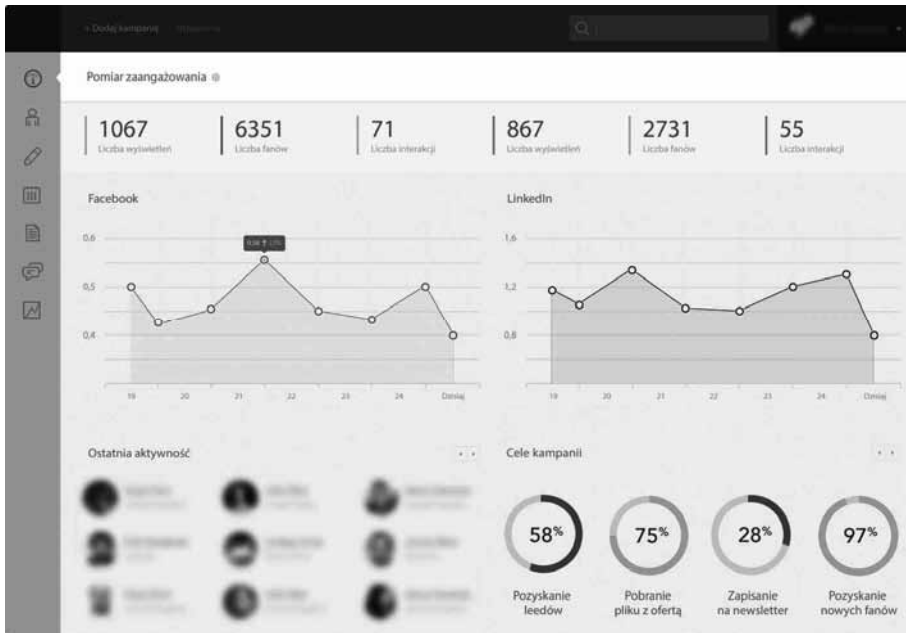 + Dodaj kampanię
Pomiar zaangażowania
1067
Liczba wyświetleń
6351
Liczba fanów
71
Liczba interakcji
867
Liczba wyświetleń
2731
Liczba fanów
55
Liczba interakcji
Facebook
0,6
0,5
0,4
19 20 21 22 23 24 Dzisiaj
LinkedIn
1,6
1,2
0,8
19 20 21 22 23 24 Dzisiaj
Ostatnia aktywność
Cele kampanii
58%
Pozyskanie
leedów
75%
Pobranie
pliku z ofertą
28%
Zapisanie
na newsletter
97%
Pozyskanie
nowych fanów